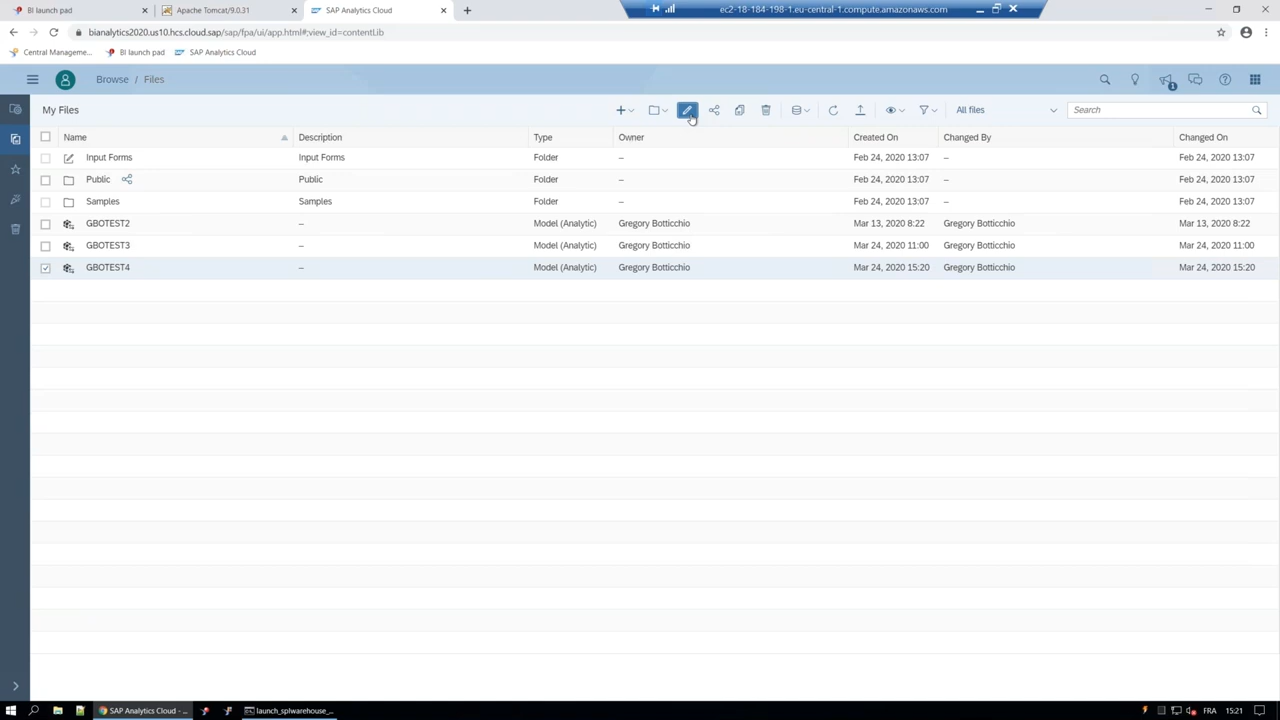 BI launch pad
Apache Tomcat/9.0.31
SAP Analytics Cloud
ec2-18-184-198-1.eu-central-1.compute.amazonaws.com
bianalytics2020.us10.hcs.cloud.sap/sap/fpa/ui/app.html#;view_id=contentLib
Central Manageme...
BI launch pad
SAP Analytics Cloud
Browse / Files
1
My Files
All files
Search
Name Description Type Owner Created On Changed By Changed On
Input Forms Input Forms Folder – Feb 24, 2020 13:07 – Feb 24, 2020 13:07
Public Public Folder – Feb 24, 2020 13:07 – Feb 24, 2020 13:07
Samples Samples Folder – Feb 24, 2020 13:07 – Feb 24, 2020 13:07
GBOTEST2 – Model (Analytic) Gregory Botticchio Mar 13, 2020 8:22 Gregory Botticchio Mar 13, 2020 8:22
GBOTEST3 – Model (Analytic) Gregory Botticchio Mar 24, 2020 11:00 Gregory Botticchio Mar 24, 2020 11:00
GBOTEST4 – Model (Analytic) Gregory Botticchio Mar 24, 2020 15:20 Gregory Botticchio Mar 24, 2020 15:20
SAP Analytics Cloud - ...
launch_splwarehouse_...
FRA
15:21